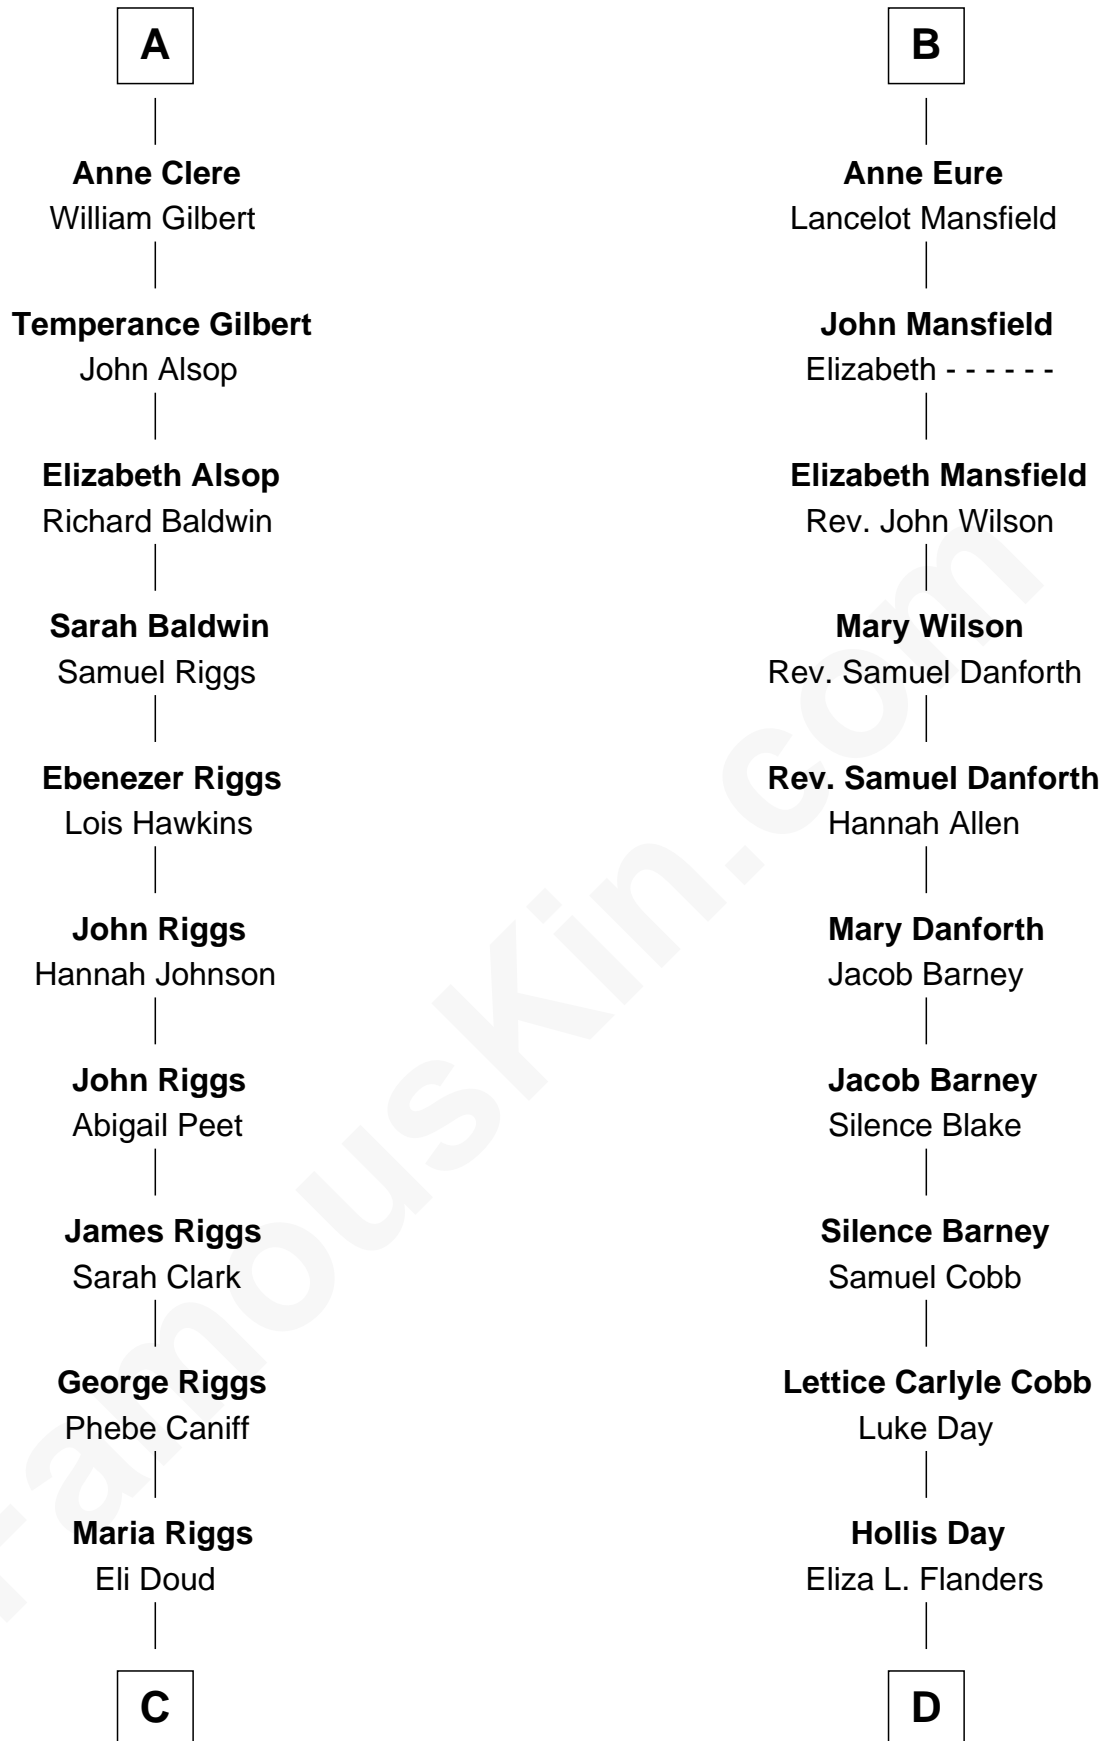 A
Anne Clere
William Gilbert
Temperance Gilbert
John Alsop
Elizabeth Alsop
Richard Baldwin
Sarah Baldwin
Samuel Riggs
Ebenezer Riggs
Lois Hawkins
John Riggs
Hannah Johnson
John Riggs
Abigail Peet
James Riggs
Sarah Clark
George Riggs
Phebe Caniff
Maria Riggs
Eli Doud
C
B
Anne Eure
Lancelot Mansfield
John Mansfield
Elizabeth - - - - - -
Elizabeth Mansfield
Rev. John Wilson
Mary Wilson
Rev. Samuel Danforth
Rev. Samuel Danforth
Hannah Allen
Mary Danforth
Jacob Barney
Jacob Barney
Silence Blake
Silence Barney
Samuel Cobb
Lettice Carlyle Cobb
Luke Day
Hollis Day
Eliza L. Flanders
D
FamousKin.com